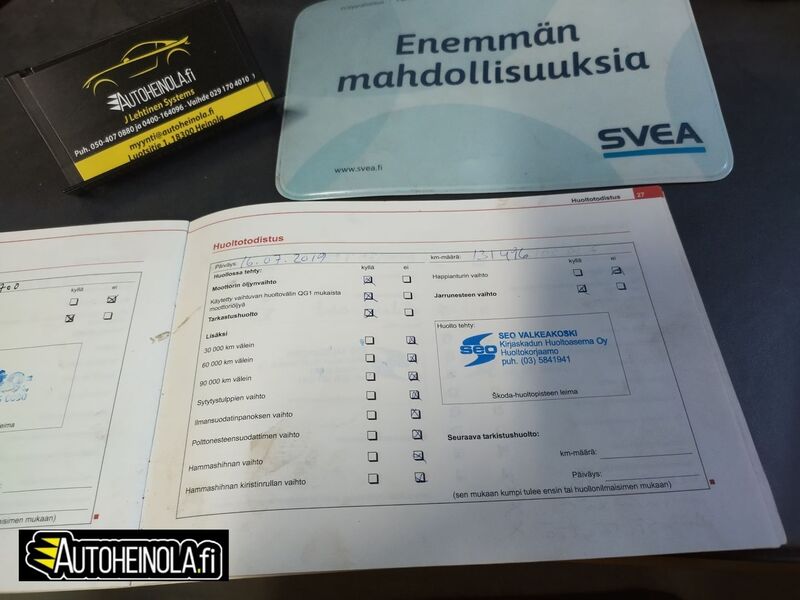 AUTOHEINOLA.fi
J Lehtinen Systems
Puh. 050-407 0880 ja 0400-164096 - Vaihde 029 170 4010
myynti@autoheinola.fi
Luotsitie 1, 18300 Heinola
Enemmän
mahdollisuuksia
SVEA
www.svea.fi
Huoltotodistus 27
Huoltotodistus
Päiväys: 16.07.2019 km-määrä: 131496
Huollossa tehty: kyllä ei
Moottorin öljynvaihto
Käytetty vaihtuvan huoltovälin QG1 mukaista
moottoriöljyä
Tarkastushuolto
Lisäksi
30 000 km välein
60 000 km välein
90 000 km välein
Sytytystulppien vaihto
Ilmansuodatinpanoksen vaihto
Polttonesteensuodattimen vaihto
Hammashihnan vaihto
Hammashihnan kiristinrullan vaihto
kyllä ei
Happianturin vaihto
Jarrunesteen vaihto
Huolto tehty:
seo
SEO VALKEAKOSKI
Kirjaskadun Huoltoasema Oy
Huoltokorjaamo
puh. (03) 5841941
Škoda-huoltopisteen leima
Seuraava tarkistushuolto:
km-määrä:
Päiväys:
(sen mukaan kumpi tulee ensin tai huollonilmaisimen mukaan)
ei
leima
ilmaisimen mukaan)
AUTOHEINOLA.fi